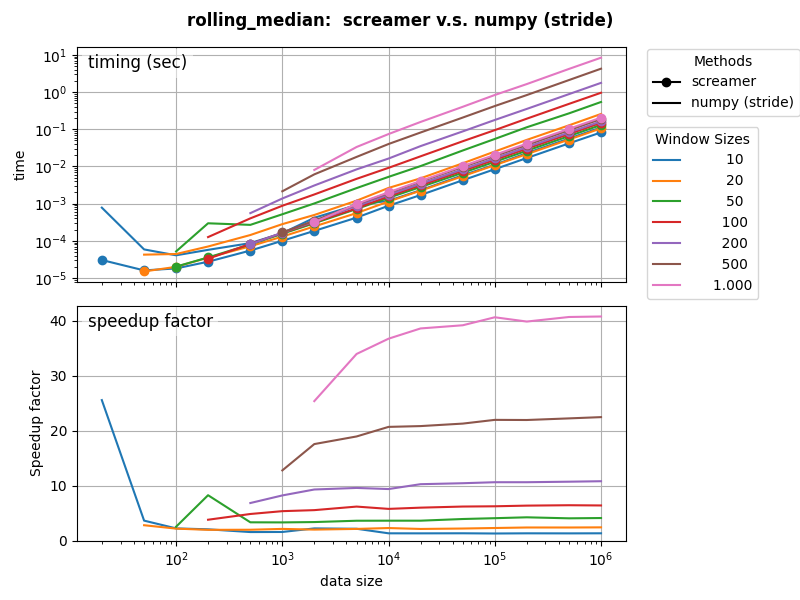 rolling_median:  screamer v.s. numpy (stride)
timing (sec)
time
10^1
10^0
10^−1
10^−2
10^−3
10^−4
10^−5
Methods
screamer
numpy (stride)
Window Sizes
10
20
50
100
200
500
1.000
speedup factor
Speedup factor
40
30
20
10
0
10^2
10^3
10^4
10^5
10^6
data size